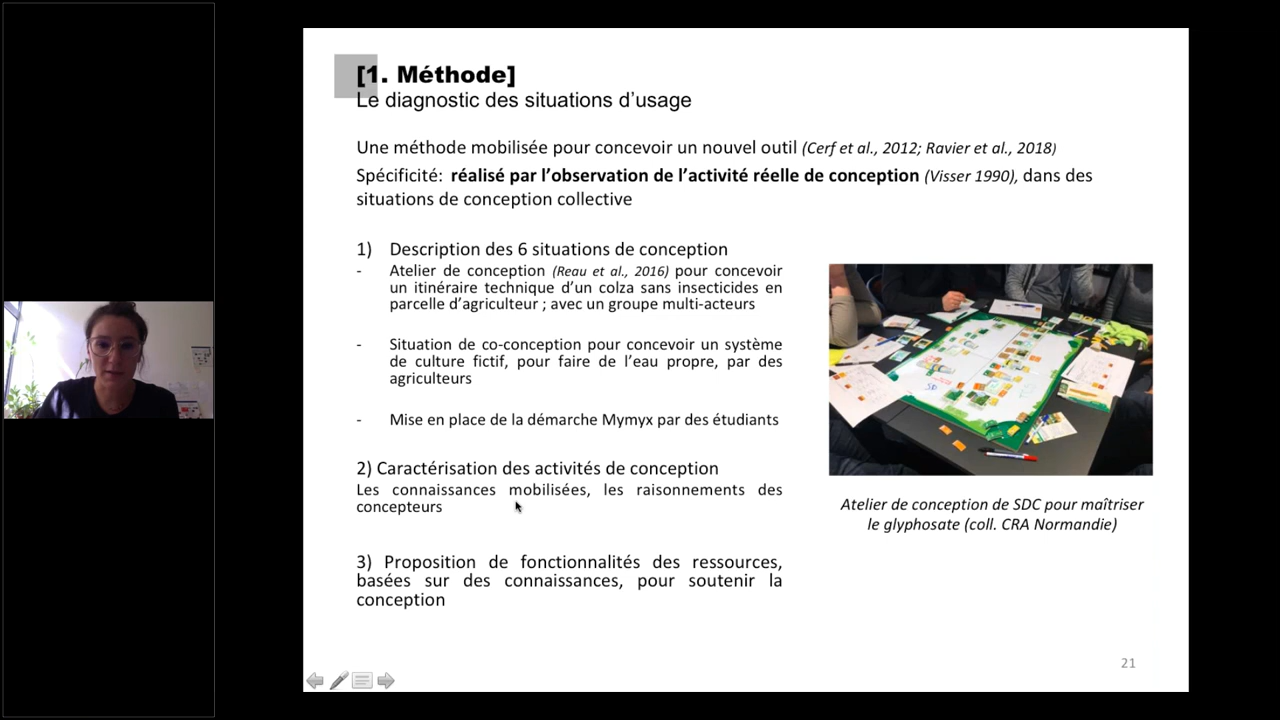 [1. Méthode]
Le diagnostic des situations d’usage
Une méthode mobilisée pour concevoir un nouvel outil (Cerf et al., 2012; Ravier et al., 2018)
Spécificité: réalisé par l’observation de l’activité réelle de conception (Visser 1990), dans des
situations de conception collective
1) Description des 6 situations de conception
- Atelier de conception (Reau et al., 2016) pour concevoir
un itinéraire technique d’un colza sans insecticides en
parcelle d’agriculteur ; avec un groupe multi-acteurs
- Situation de co-conception pour concevoir un système
de culture fictif, pour faire de l’eau propre, par des
agriculteurs
- Mise en place de la démarche Mymyx par des étudiants
2) Caractérisation des activités de conception
Les connaissances mobilisées, les raisonnements des
concepteurs
3) Proposition de fonctionnalités des ressources,
basées sur des connaissances, pour soutenir la
conception
Atelier de conception de SDC pour maîtriser
le glyphosate (coll. CRA Normandie)
21